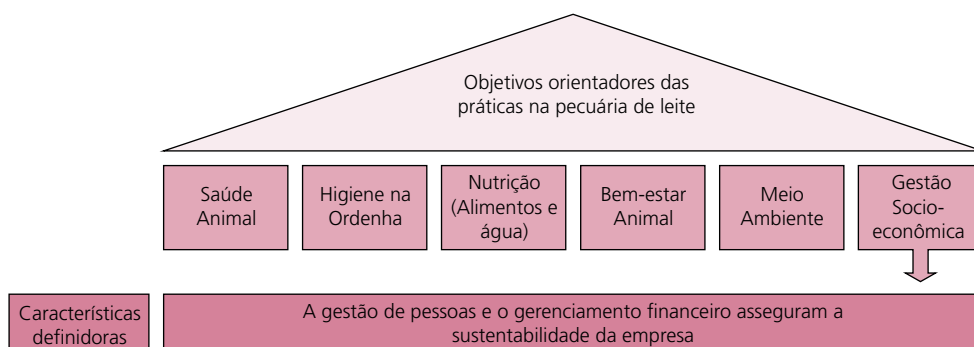 Objetivos orientadores das
práticas na pecuária de leite
Saúde
Animal
Higiene na
Ordenha
Nutrição
(Alimentos e
água)
Bem-estar
Animal
Meio
Ambiente
Gestão
Socio-
econômica
Características
definidoras
A gestão de pessoas e o gerenciamento financeiro asseguram a
sustentabilidade da empresa